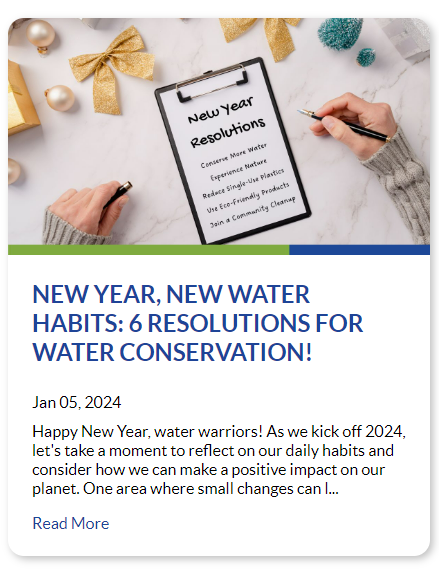 New Year
Resolutions
Conserve More Water
Experience Nature
Reduce Single-Use Plastics
Use Eco-Friendly Products
Join a Community Cleanup
NEW YEAR, NEW WATER
HABITS: 6 RESOLUTIONS FOR
WATER CONSERVATION!
Jan 05, 2024
Happy New Year, water warriors! As we kick off 2024,
let's take a moment to reflect on our daily habits and
consider how we can make a positive impact on our
planet. One area where small changes can l...
Read More